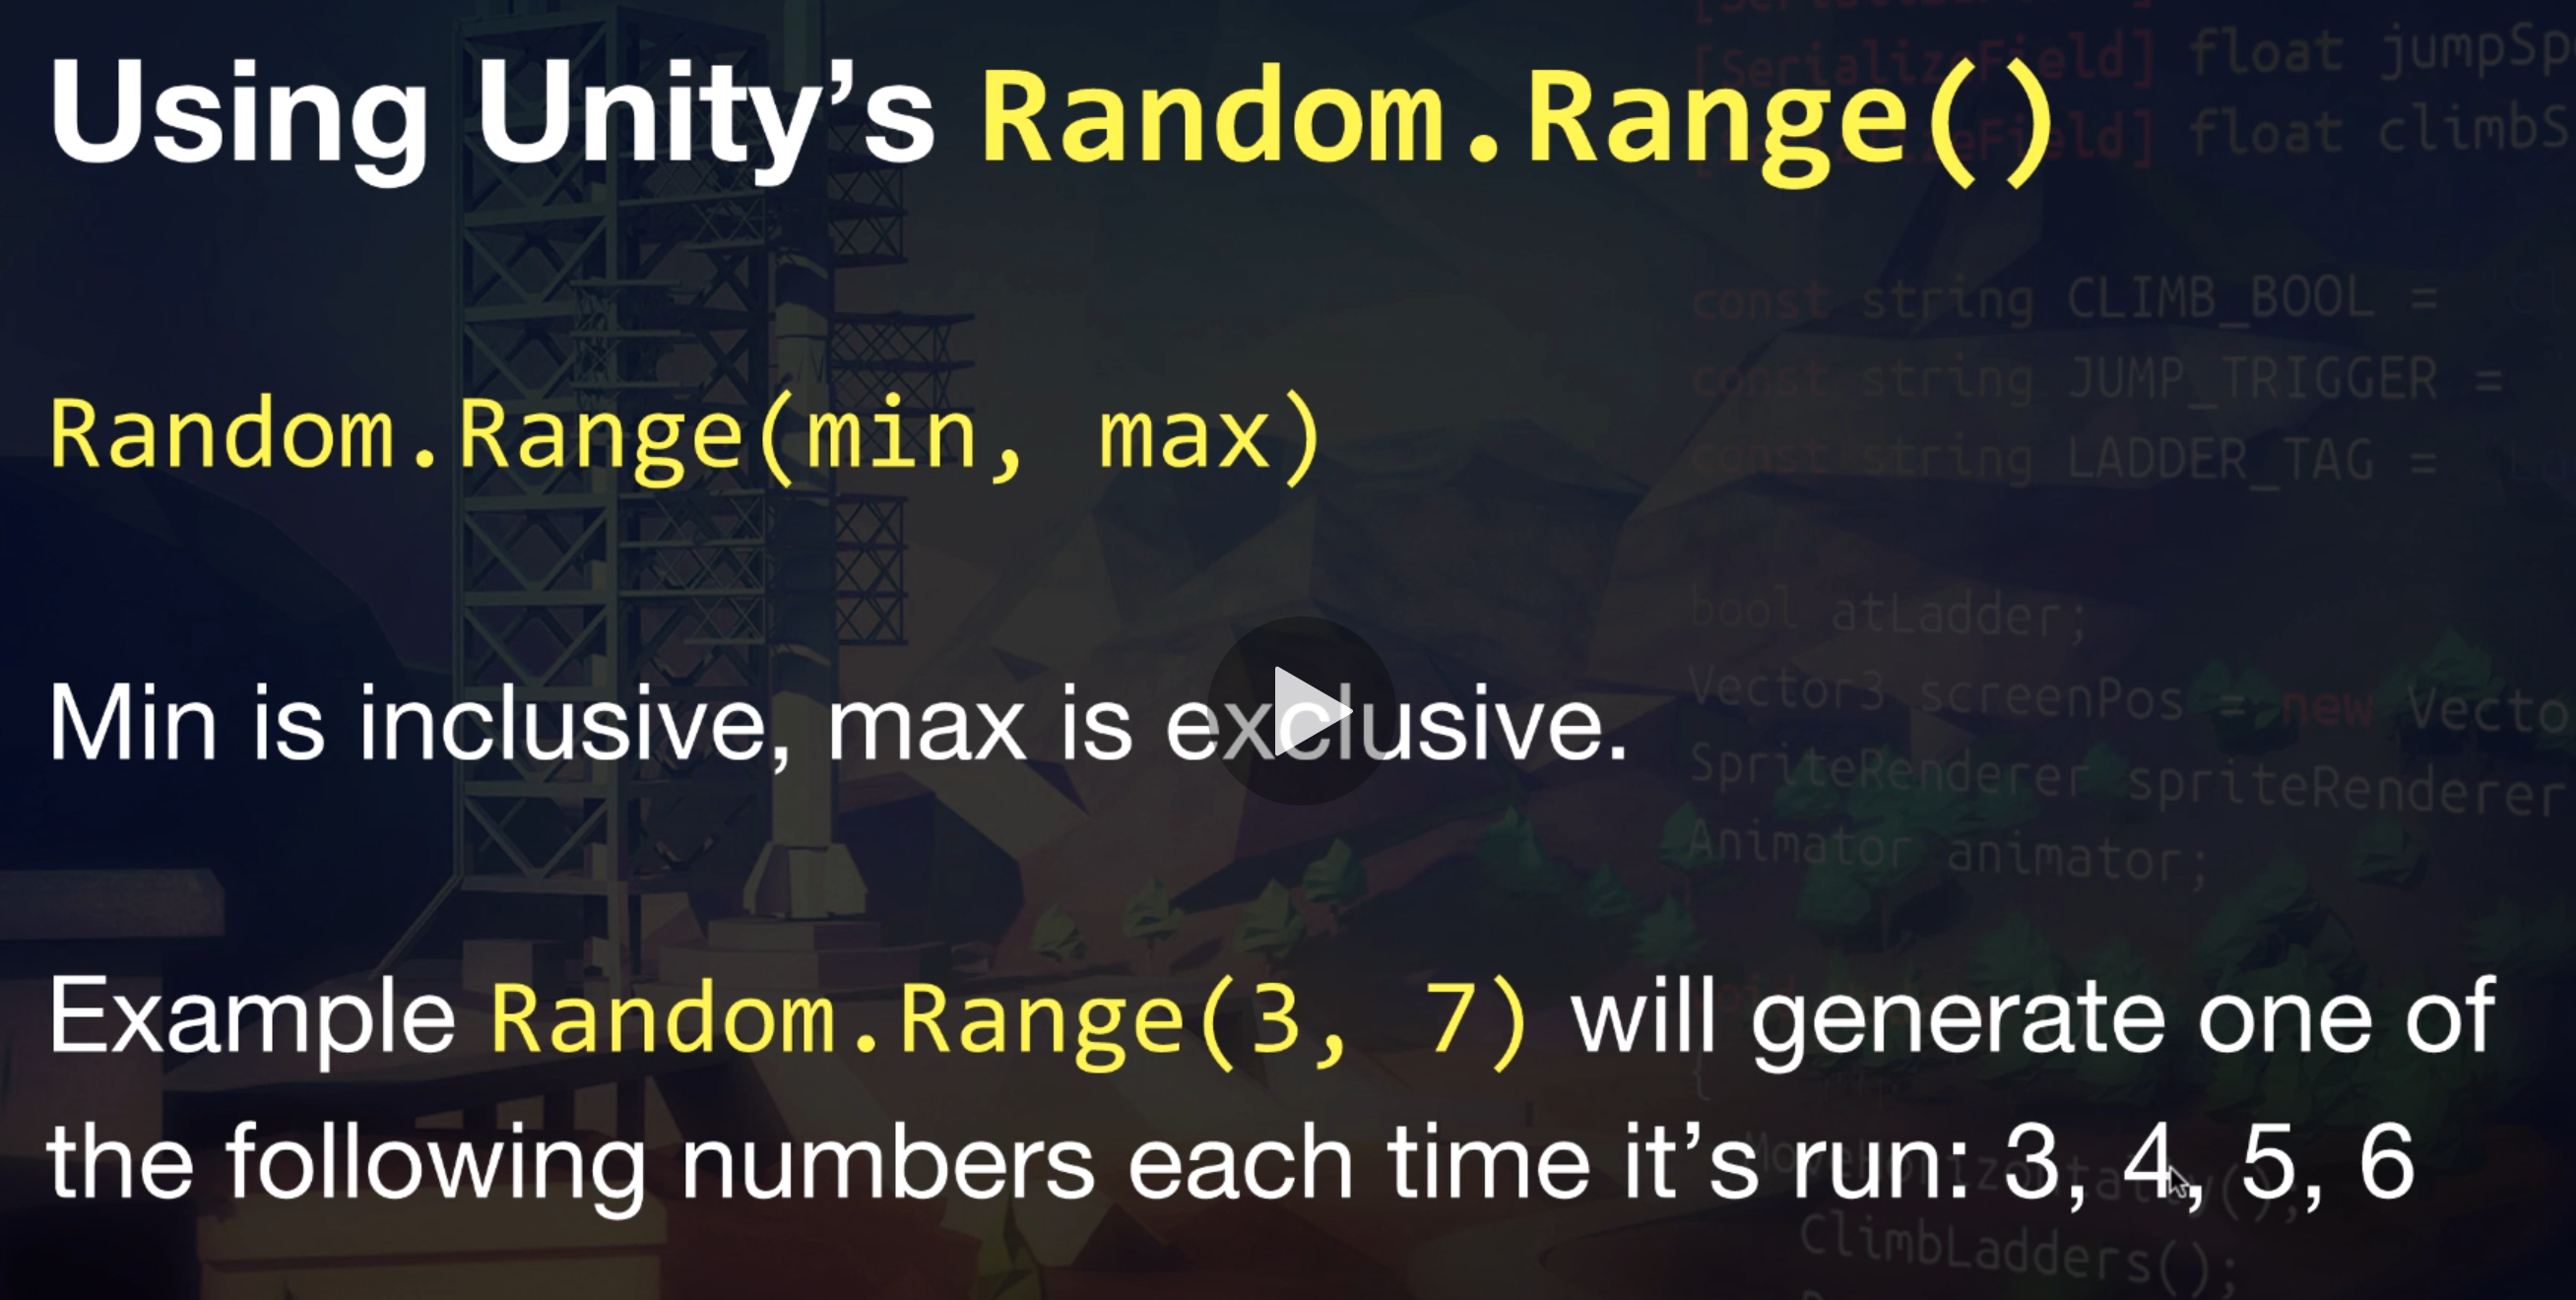 Using Unity’s Random.Range()
[SerializeField] float jumpSp
float climbS
const string CLIMB_BOOL =
const string JUMP_TRIGGER =
const string LADDER_TAG =
Random.Range(min, max)
bool atLadder;
Vector3 screenPos = new Vecto
SpriteRenderer spriteRenderer
Animator animator;
Min is inclusive, max is exclusive.
Example Random.Range(3, 7) will generate one of
{
the following numbers each time it’s run: 3, 4, 5, 6
ClimbLadders();